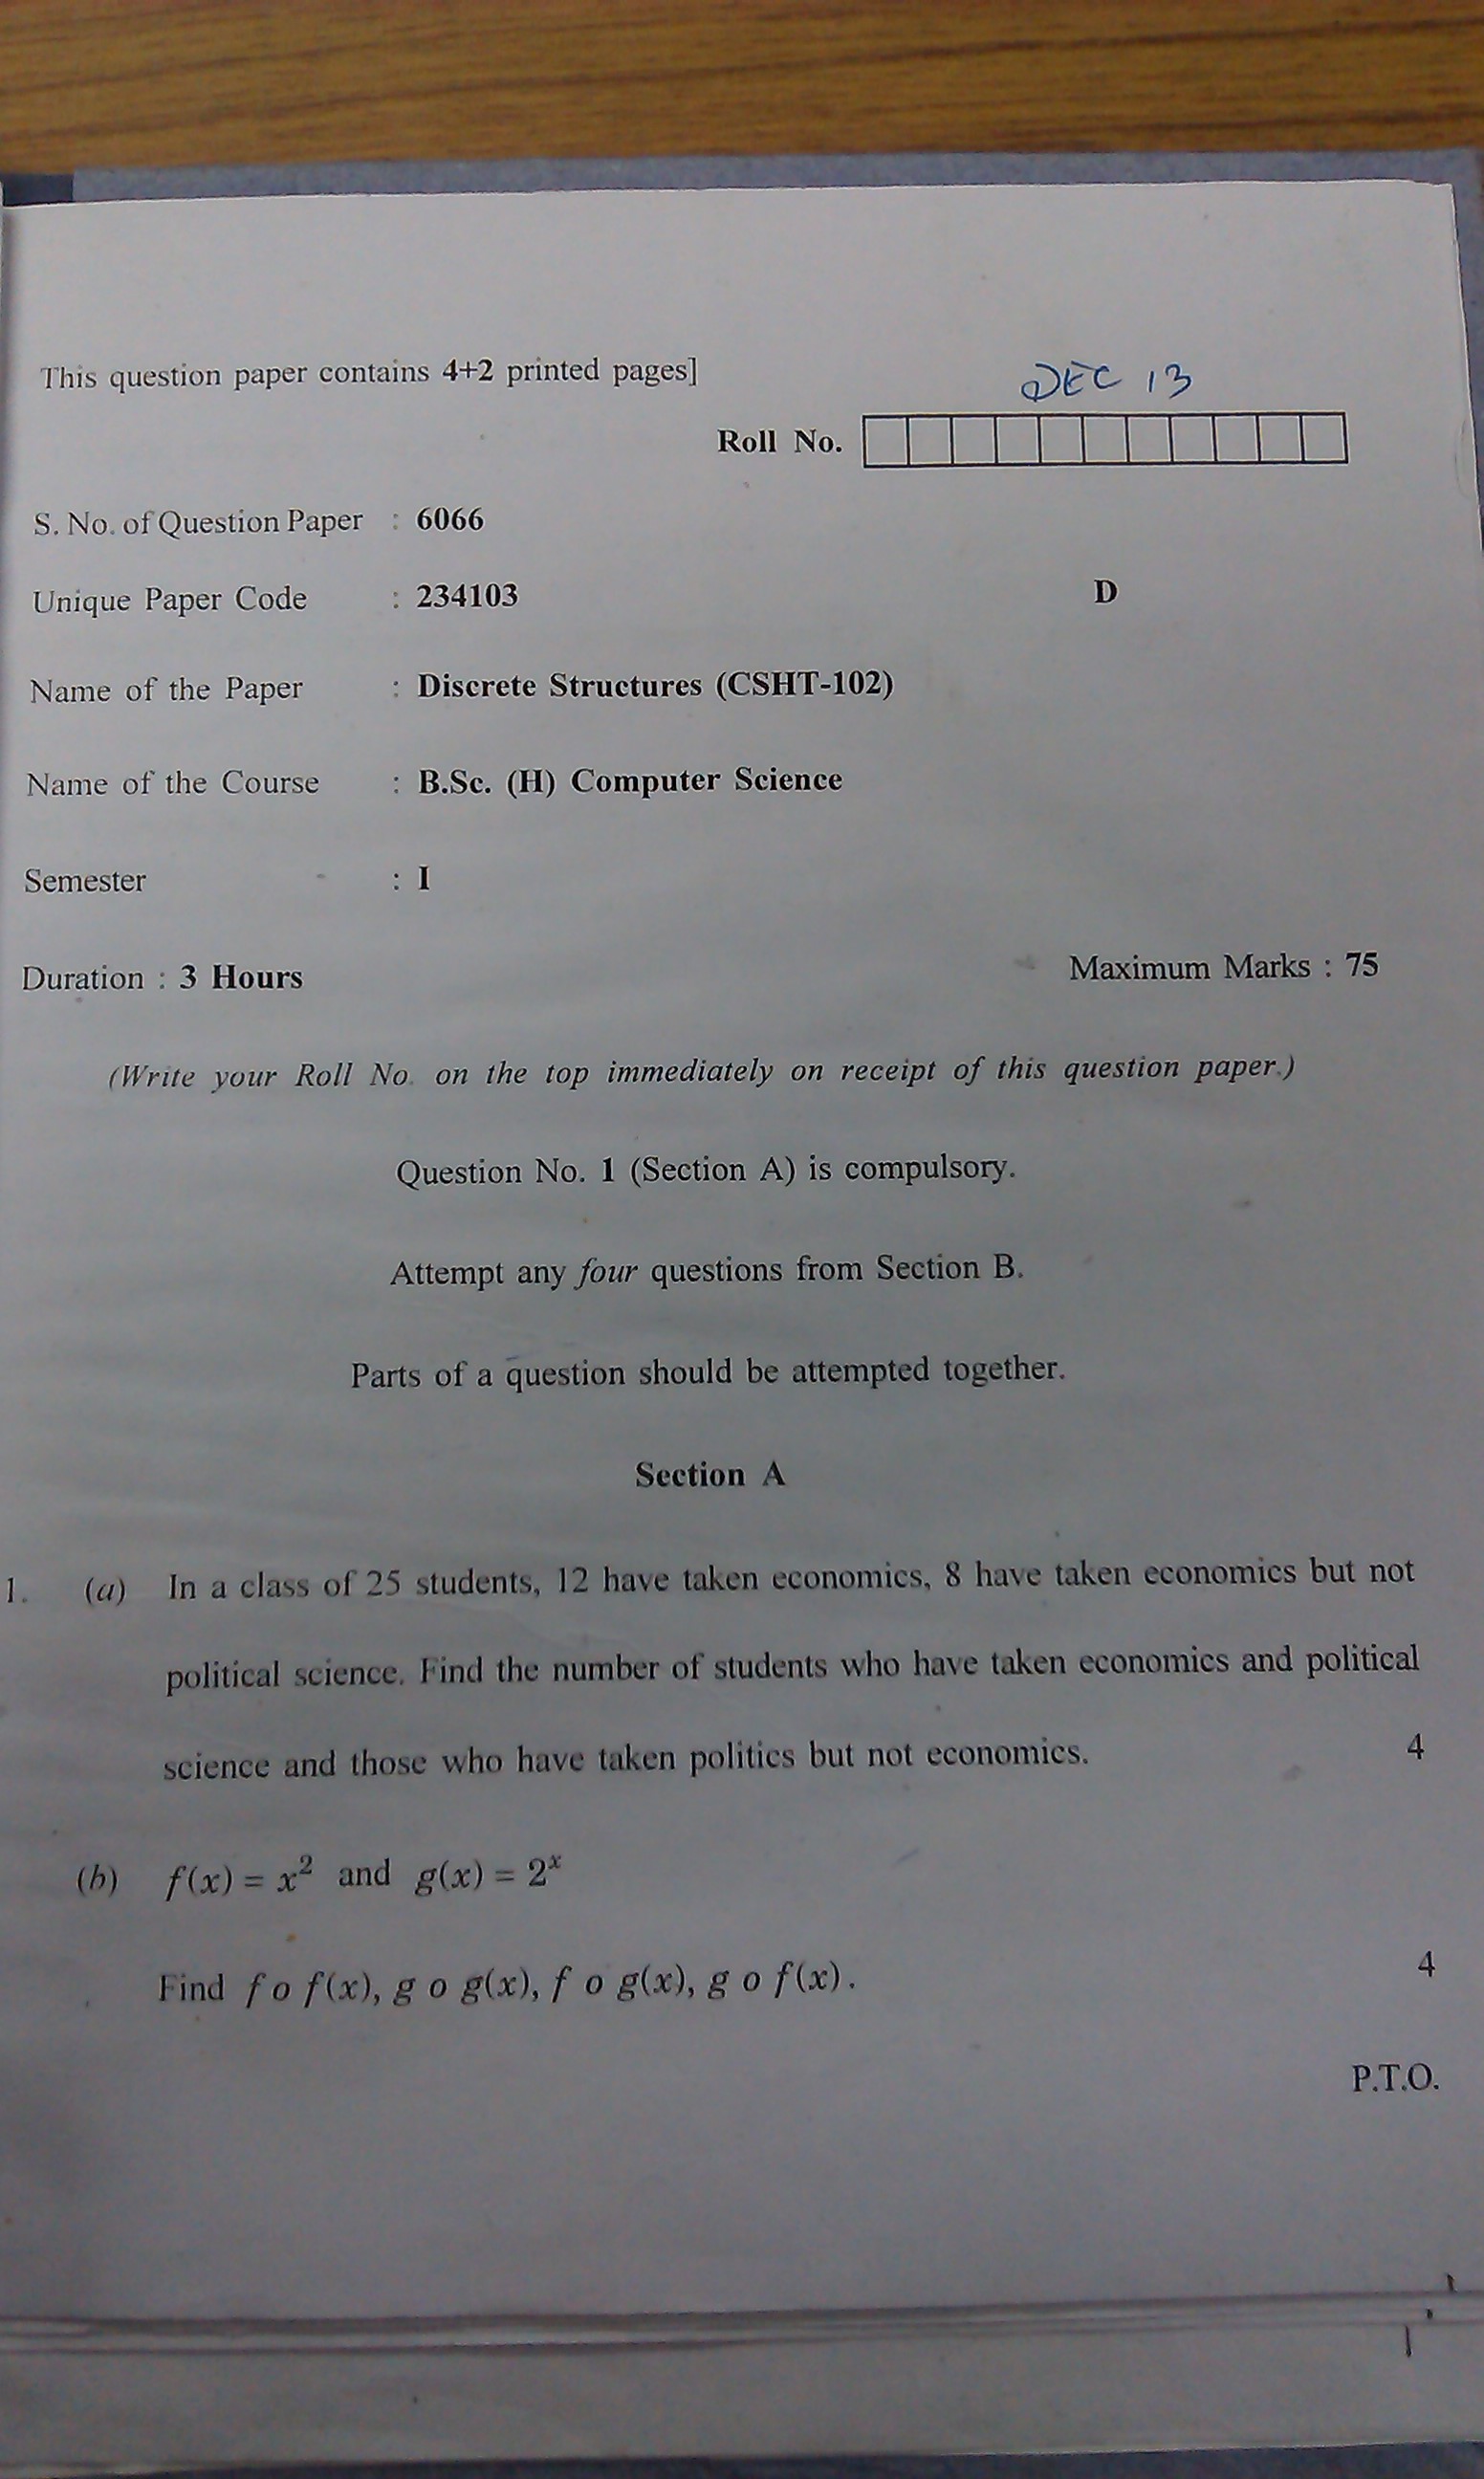 This question paper contains 4+2 printed pages]
DEC 13
Roll No.
S. No. of Question Paper : 6066
Unique Paper Code : 234103 D
Name of the Paper : Discrete Structures (CSHT-102)
Name of the Course : B.Sc. (H) Computer Science
Semester : I
Duration : 3 Hours Maximum Marks : 75
(Write your Roll No. on the top immediately on receipt of this question paper.)
Question No. 1 (Section A) is compulsory.
Attempt any four questions from Section B.
Parts of a question should be attempted together.
Section A
1. (a) In a class of 25 students, 12 have taken economics, 8 have taken economics but not
political science. Find the number of students who have taken economics and political
science and those who have taken politics but not economics. 4
(b) f(x) = x² and g(x) = 2ˣ
Find f o f(x), g o g(x), f o g(x), g o f(x). 4
P.T.O.